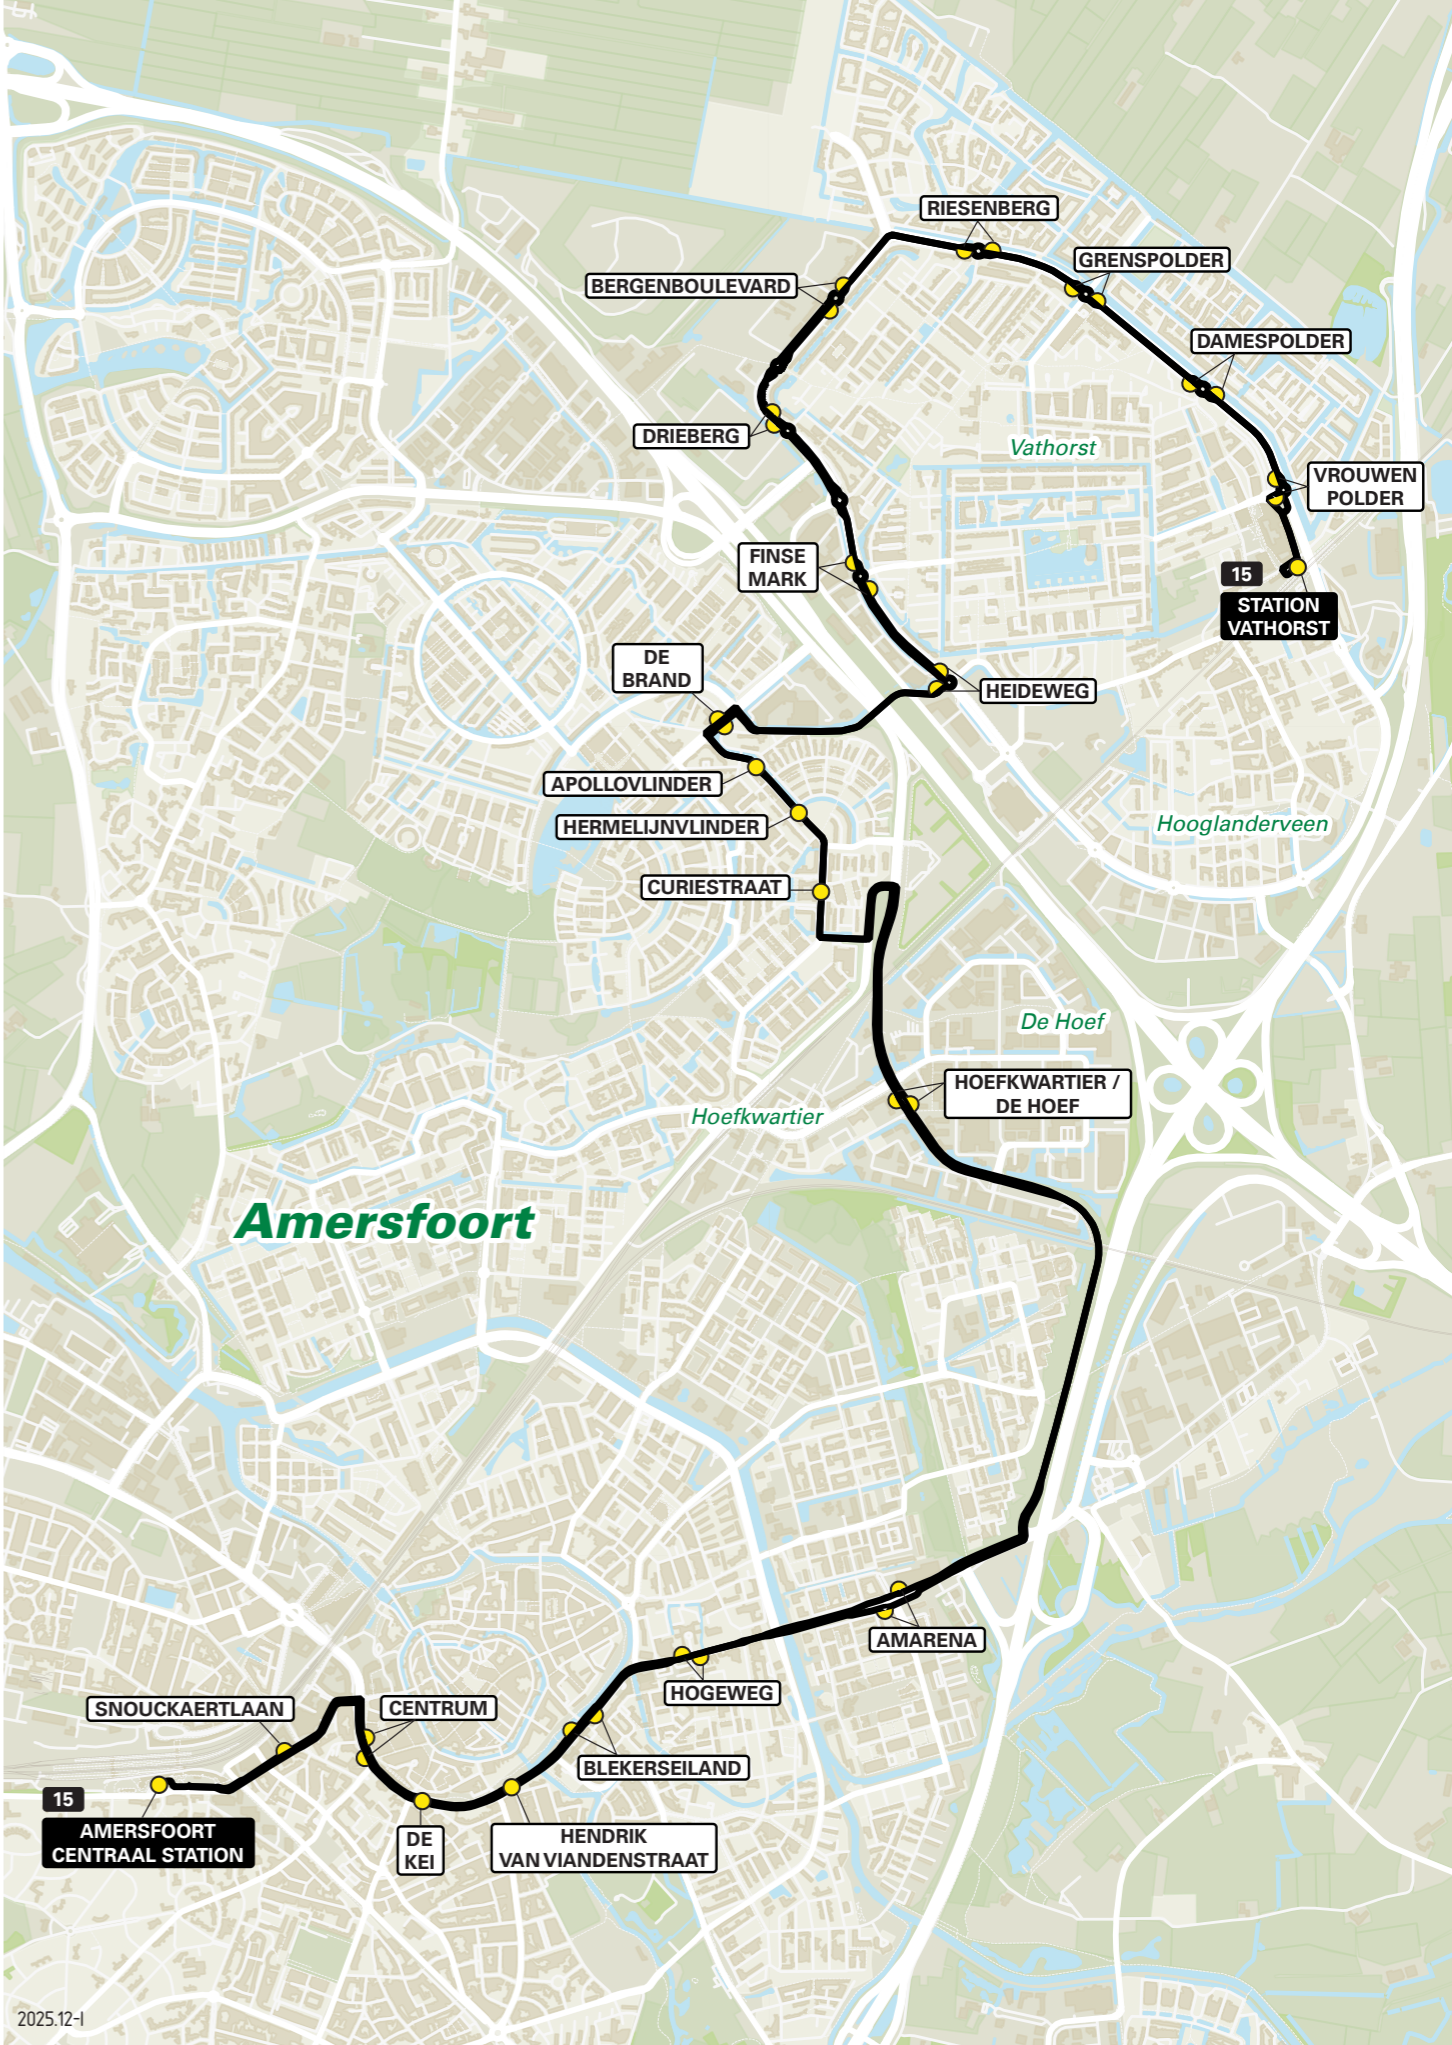 RIESENBERG
GRENSPOLDER
BERGENBOULEVARD
DAMESPOLDER
DRIEBERG
Vathorst
VROUWEN
POLDER
FINSE
MARK
15
STATION
VATHORST
DE
BRAND
HEIDEWEG
APOLLOVLINDER
HERMELIJNVLINDER
Hooglanderveen
CURIESTRAAT
De Hoef
HOEFKWARTIER /
DE HOEF
Hoefkwartier
Amersfoort
AMARENA
HOGEWEG
SNOUCKAERTLAAN
CENTRUM
BLEKERSEILAND
15
AMERSFOORT
CENTRAAL STATION
DE
KEI
HENDRIK
VAN VIANDENSTRAAT
2025.12-I